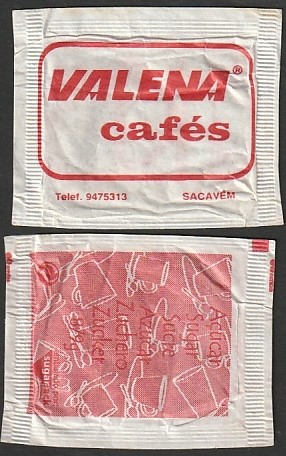 VALENA®
cafés
Telef. 9475313 SACAVÉM
Açúcar
Sugar
Sucre
Azúcar
Zucchero
Zucker